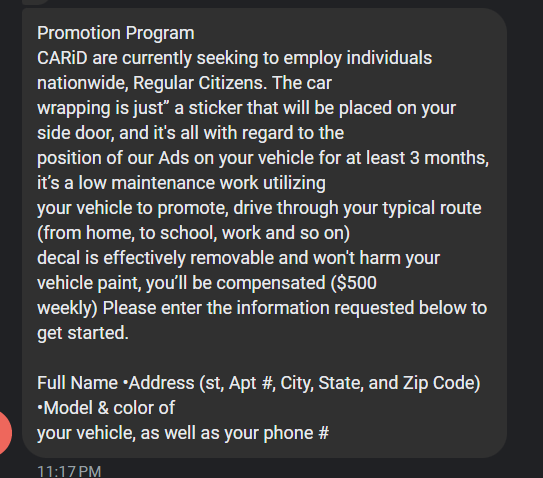 Promotion Program
CARiD are currently seeking to employ individuals
nationwide, Regular Citizens. The car
wrapping is just” a sticker that will be placed on your
side door, and it's all with regard to the
position of our Ads on your vehicle for at least 3 months,
it’s a low maintenance work utilizing
your vehicle to promote, drive through your typical route
(from home, to school, work and so on)
decal is effectively removable and won't harm your
vehicle paint, you’ll be compensated ($500
weekly) Please enter the information requested below to
get started.
Full Name •Address (st, Apt #, City, State, and Zip Code)
•Model & color of
your vehicle, as well as your phone #
11:17 PM